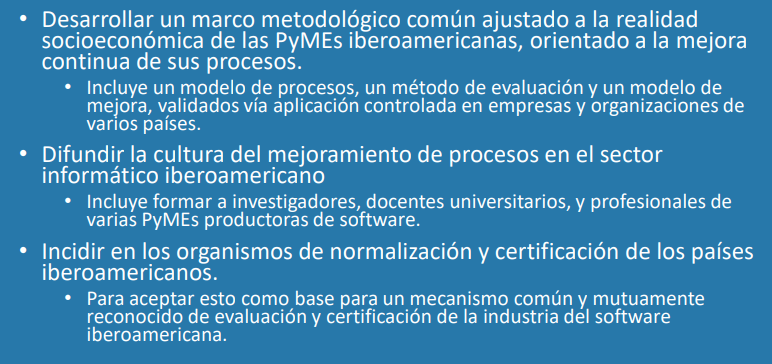 • Desarrollar un marco metodológico común ajustado a la realidad
socioeconómica de las PyMEs iberoamericanas, orientado a la mejora
continua de sus procesos.
• Incluye un modelo de procesos, un método de evaluación y un modelo de
mejora, validados vía aplicación controlada en empresas y organizaciones de
varios países.
• Difundir la cultura del mejoramiento de procesos en el sector
informático iberoamericano
• Incluye formar a investigadores, docentes universitarios, y profesionales de
varias PyMEs productoras de software.
• Incidir en los organismos de normalización y certificación de los países
iberoamericanos.
• Para aceptar esto como base para un mecanismo común y mutuamente
reconocido de evaluación y certificación de la industria del software
iberoamericana.